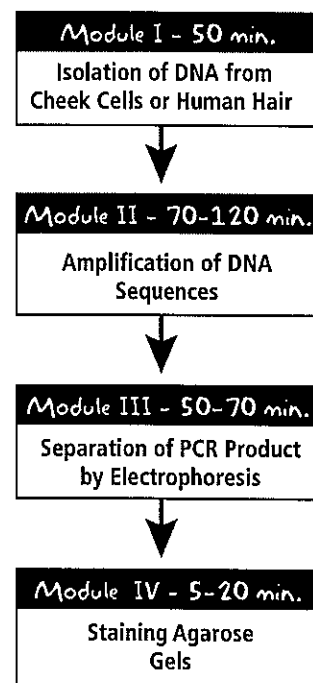 Module I - 50 min.
Isolation of DNA from
Cheek Cells or Human Hair
Module II - 70-120 min.
Amplification of DNA
Sequences
Module III - 50-70 min.
Separation of PCR Product
by Electrophoresis
Module IV - 5-20 min.
Staining Agarose
Gels